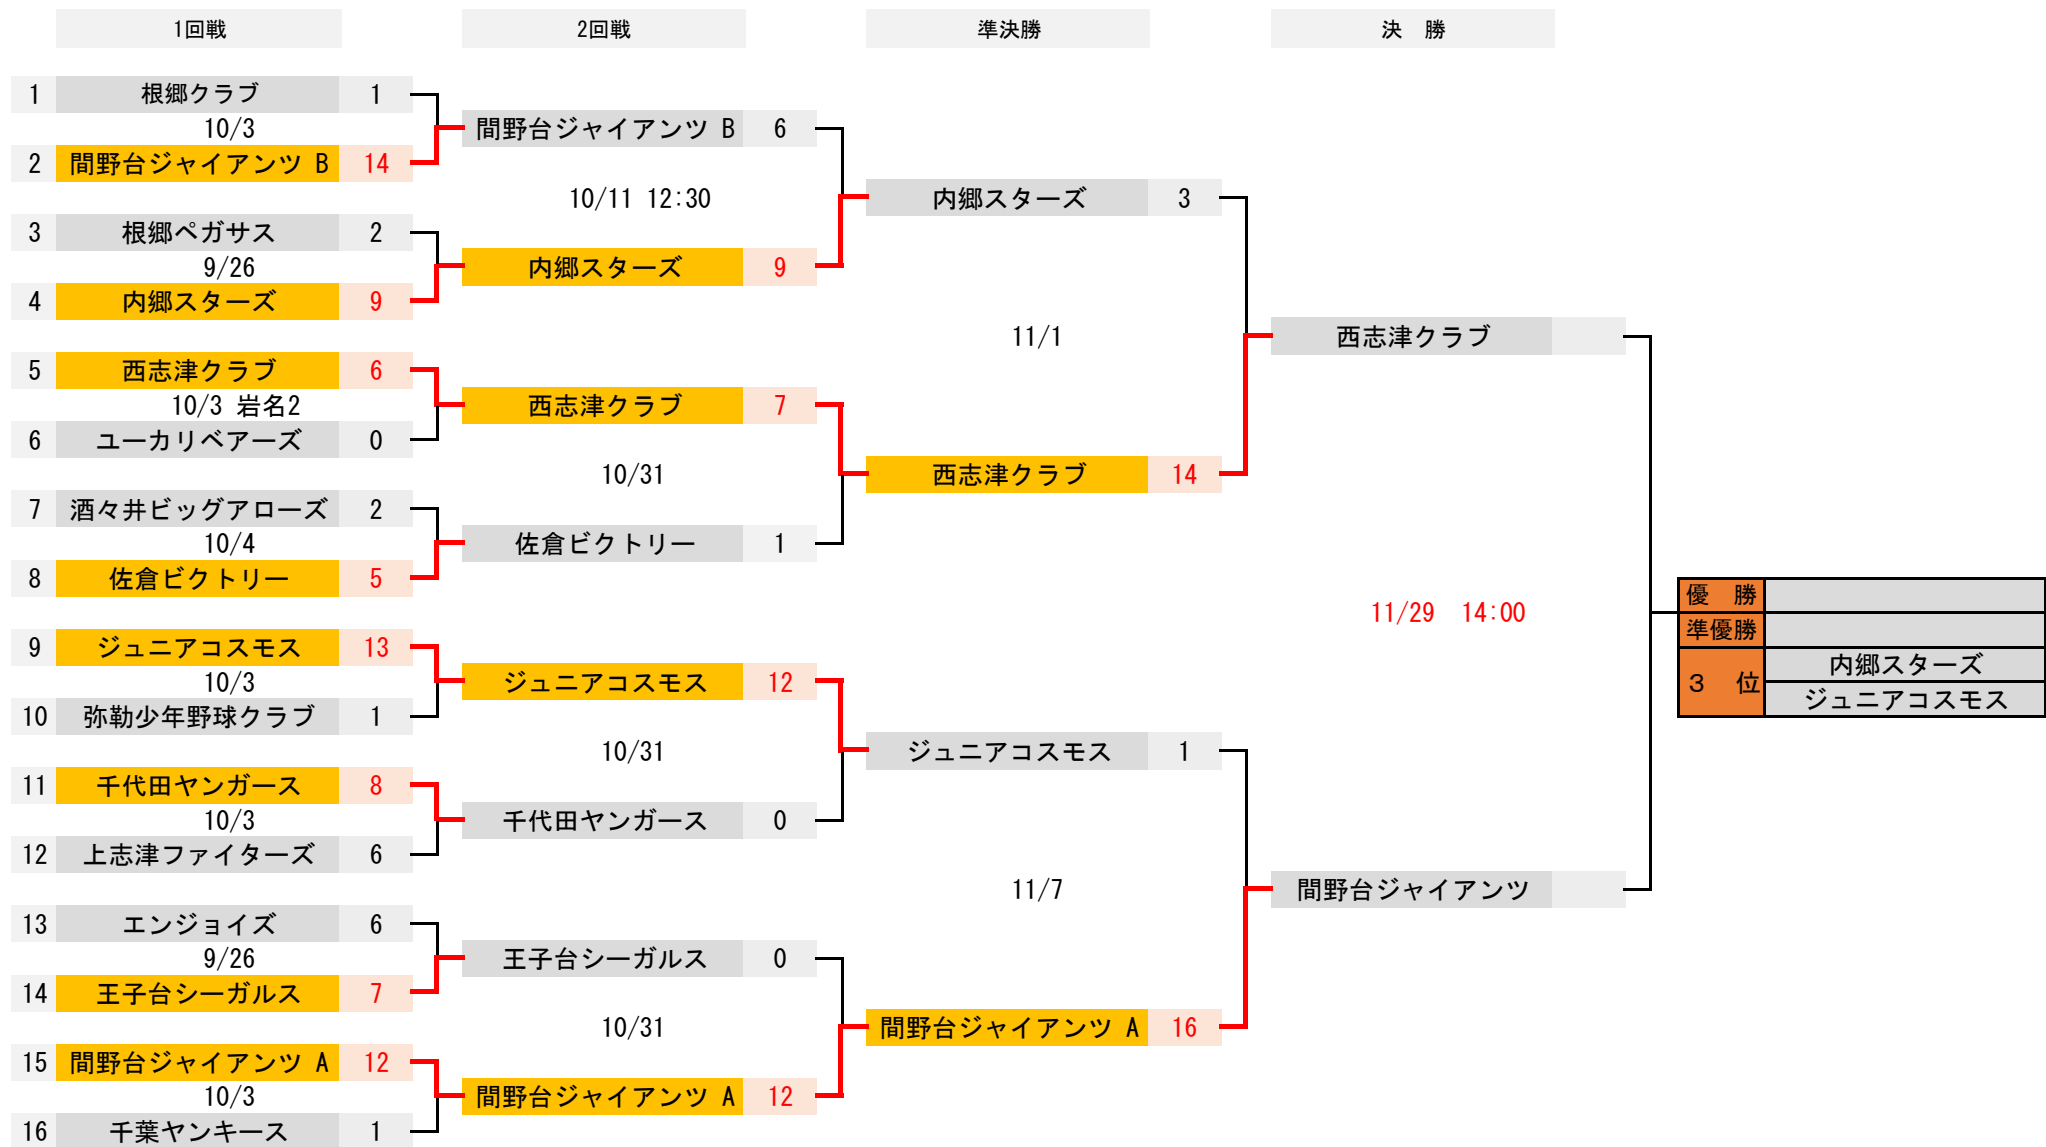 1回戦 2回戦 準決勝 決　勝
1 根郷クラブ 1
10/3
2 間野台ジャイアンツ B 14
3 根郷ペガサス 2
9/26
4 内郷スターズ 9
5 西志津クラブ 6
10/3 岩名2
6 ユーカリベアーズ 0
7 酒々井ビッグアローズ 2
10/4
8 佐倉ビクトリー 5
9 ジュニアコスモス 13
10/3
10 弥勒少年野球クラブ 1
11 千代田ヤンガース 8
10/3
12 上志津ファイターズ 6
13 エンジョイズ 6
9/26
14 王子台シーガルス 7
15 間野台ジャイアンツ A 12
10/3
16 千葉ヤンキース 1
間野台ジャイアンツ B 6
10/11 12:30
内郷スターズ 9
西志津クラブ 7
10/31
佐倉ビクトリー 1
ジュニアコスモス 12
10/31
千代田ヤンガース 0
王子台シーガルス 0
10/31
間野台ジャイアンツ A 12
内郷スターズ 3
11/1
西志津クラブ 14
ジュニアコスモス 1
11/7
間野台ジャイアンツ A 16
西志津クラブ
11/29 14:00
間野台ジャイアンツ
優　勝
準優勝
3　位 内郷スターズ
ジュニアコスモス